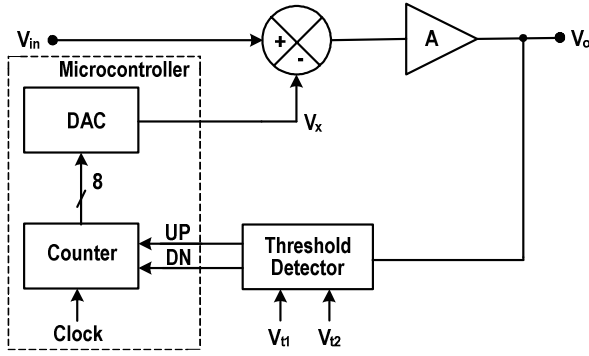 Vin
+
-
A
Vo
Microcontroller
DAC
Vx
8
Counter
UP
DN
Threshold
Detector
Clock
Vt1
Vt2